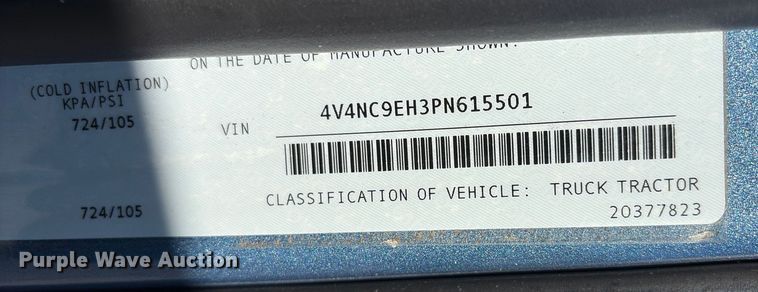 ON THE DATE OF MANUFACTURE SHOWN.
(COLD INFLATION)
KPA/PSI
724/105
VIN 4V4NC9EH3PN615501
CLASSIFICATION OF VEHICLE: TRUCK TRACTOR
724/105
20377823
Purple Wave Auction